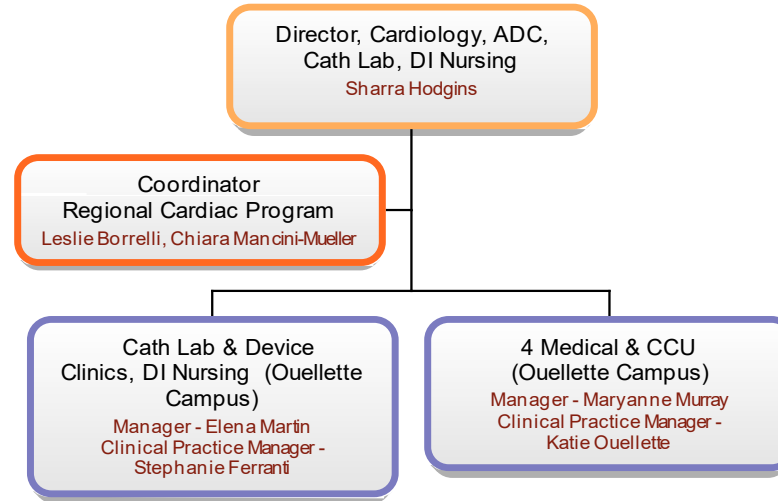 Director, Cardiology, ADC,
Cath Lab, DI Nursing
Sharra Hodgins
Coordinator
Regional Cardiac Program
Leslie Borrelli, Chiara Mancini-Mueller
Cath Lab & Device
Clinics, DI Nursing (Ouellette
Campus)
Manager - Elena Martin
Clinical Practice Manager -
Stephanie Ferranti
4 Medical & CCU
(Ouellette Campus)
Manager - Maryanne Murray
Clinical Practice Manager -
Katie Ouellette